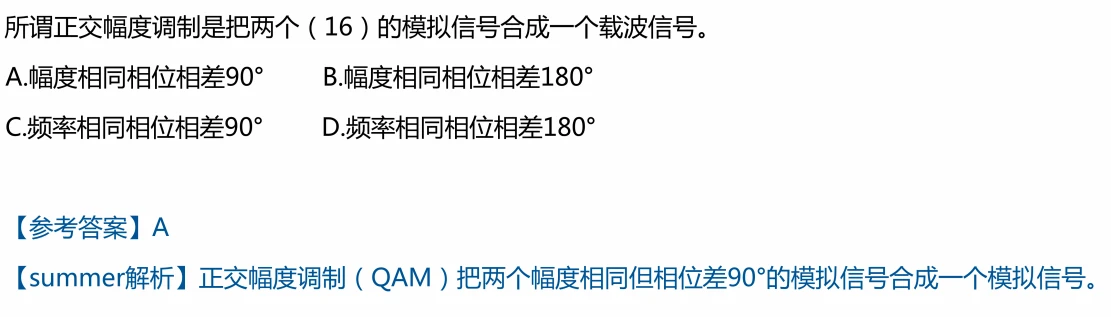 所谓正交幅度调制是把两个（16）的模拟信号合成一个载波信号。
A.幅度相同相位相差90° B.幅度相同相位相差180°
C.频率相同相位相差90° D.频率相同相位相差180°
【参考答案】A
【summer解析】正交幅度调制（QAM）把两个幅度相同但相位差90°的模拟信号合成一个模拟信号。